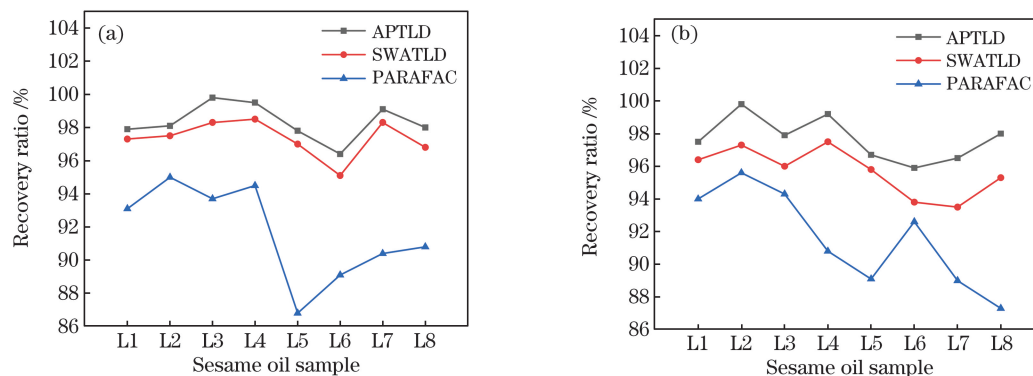 (a)
APTLD
SWATLD
PARAFAC
Recovery ratio /%
104
102
100
98
96
94
92
90
88
86
L1 L2 L3 L4 L5 L6 L7 L8
Sesame oil sample
(b)
APTLD
SWATLD
PARAFAC
Recovery ratio /%
104
102
100
98
96
94
92
90
88
86
L1 L2 L3 L4 L5 L6 L7 L8
Sesame oil sample